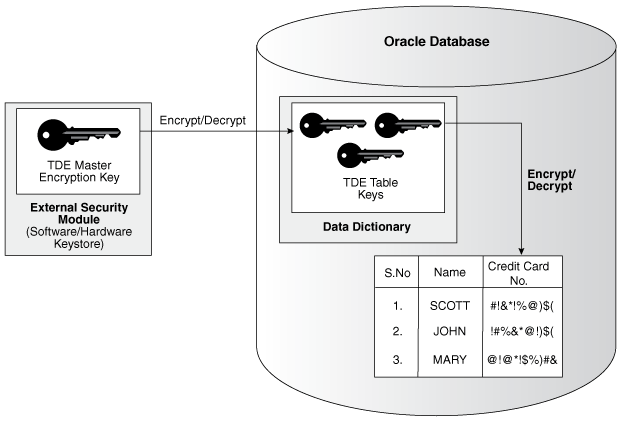 Oracle Database
Encrypt/Decrypt
TDE Master
Encryption Key
External Security
Module
(Software/Hardware
Keystore)
TDE Table
Keys
Data Dictionary
Encrypt/
Decrypt
S.No Name Credit Card
No.
1. SCOTT #!&*!%@)$(
2. JOHN !#%&*@!)$(
3. MARY @!@*!$%)#&